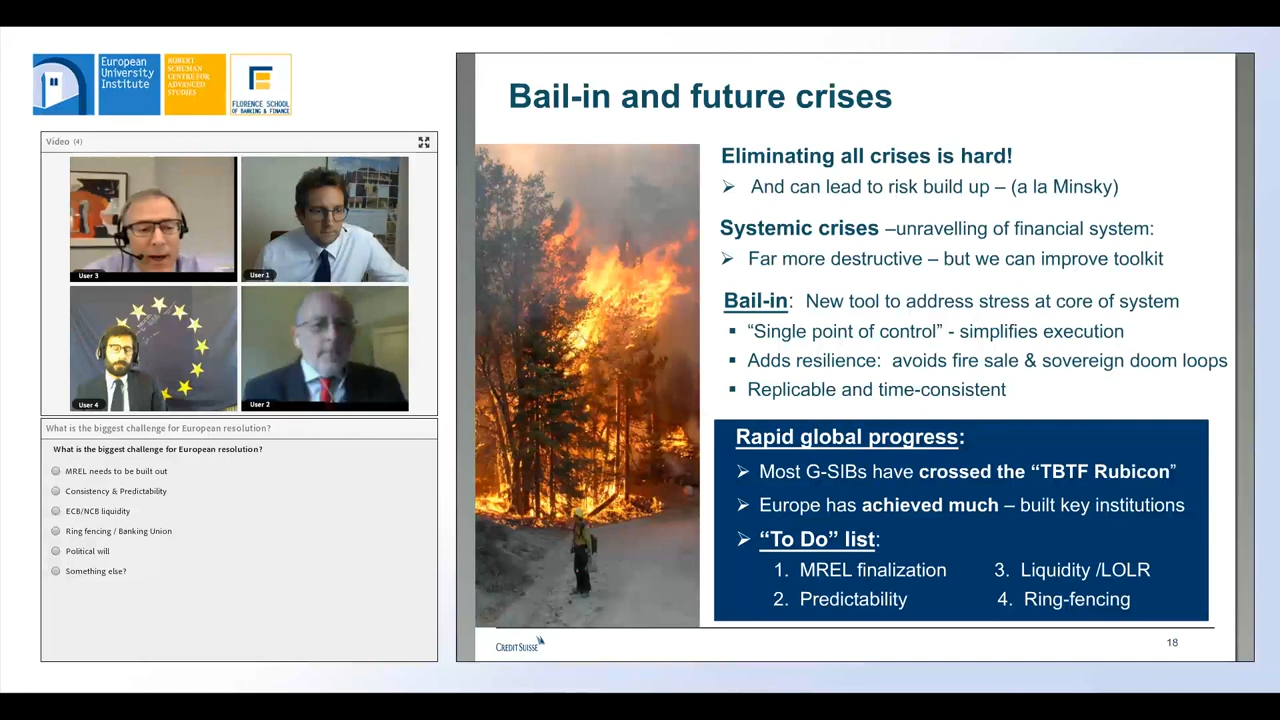 European
University
Institute
ROBERT
SCHUMAN
CENTRE FOR
ADVANCED
STUDIES
FLORENCE SCHOOL
OF BANKING & FINANCE
Video (4)
User 3
User 1
User 4
User 2
What is the biggest challenge for European resolution?
What is the biggest challenge for European resolution?
MREL needs to be built out
Consistency & Predictability
ECB/NCB liquidity
Ring fencing / Banking Union
Political will
Something else?
Bail-in and future crises
Eliminating all crises is hard!
➢ And can lead to risk build up – (a la Minsky)
Systemic crises –unravelling of financial system:
➢ Far more destructive – but we can improve toolkit
Bail-in: New tool to address stress at core of system
▪ “Single point of control” - simplifies execution
▪ Adds resilience: avoids fire sale & sovereign doom loops
▪ Replicable and time-consistent
Rapid global progress:
➢ Most G-SIBs have crossed the “TBTF Rubicon”
➢ Europe has achieved much – built key institutions
➢ “To Do” list:
1. MREL finalization 3. Liquidity /LOLR
2. Predictability 4. Ring-fencing
CREDIT SUISSE
18